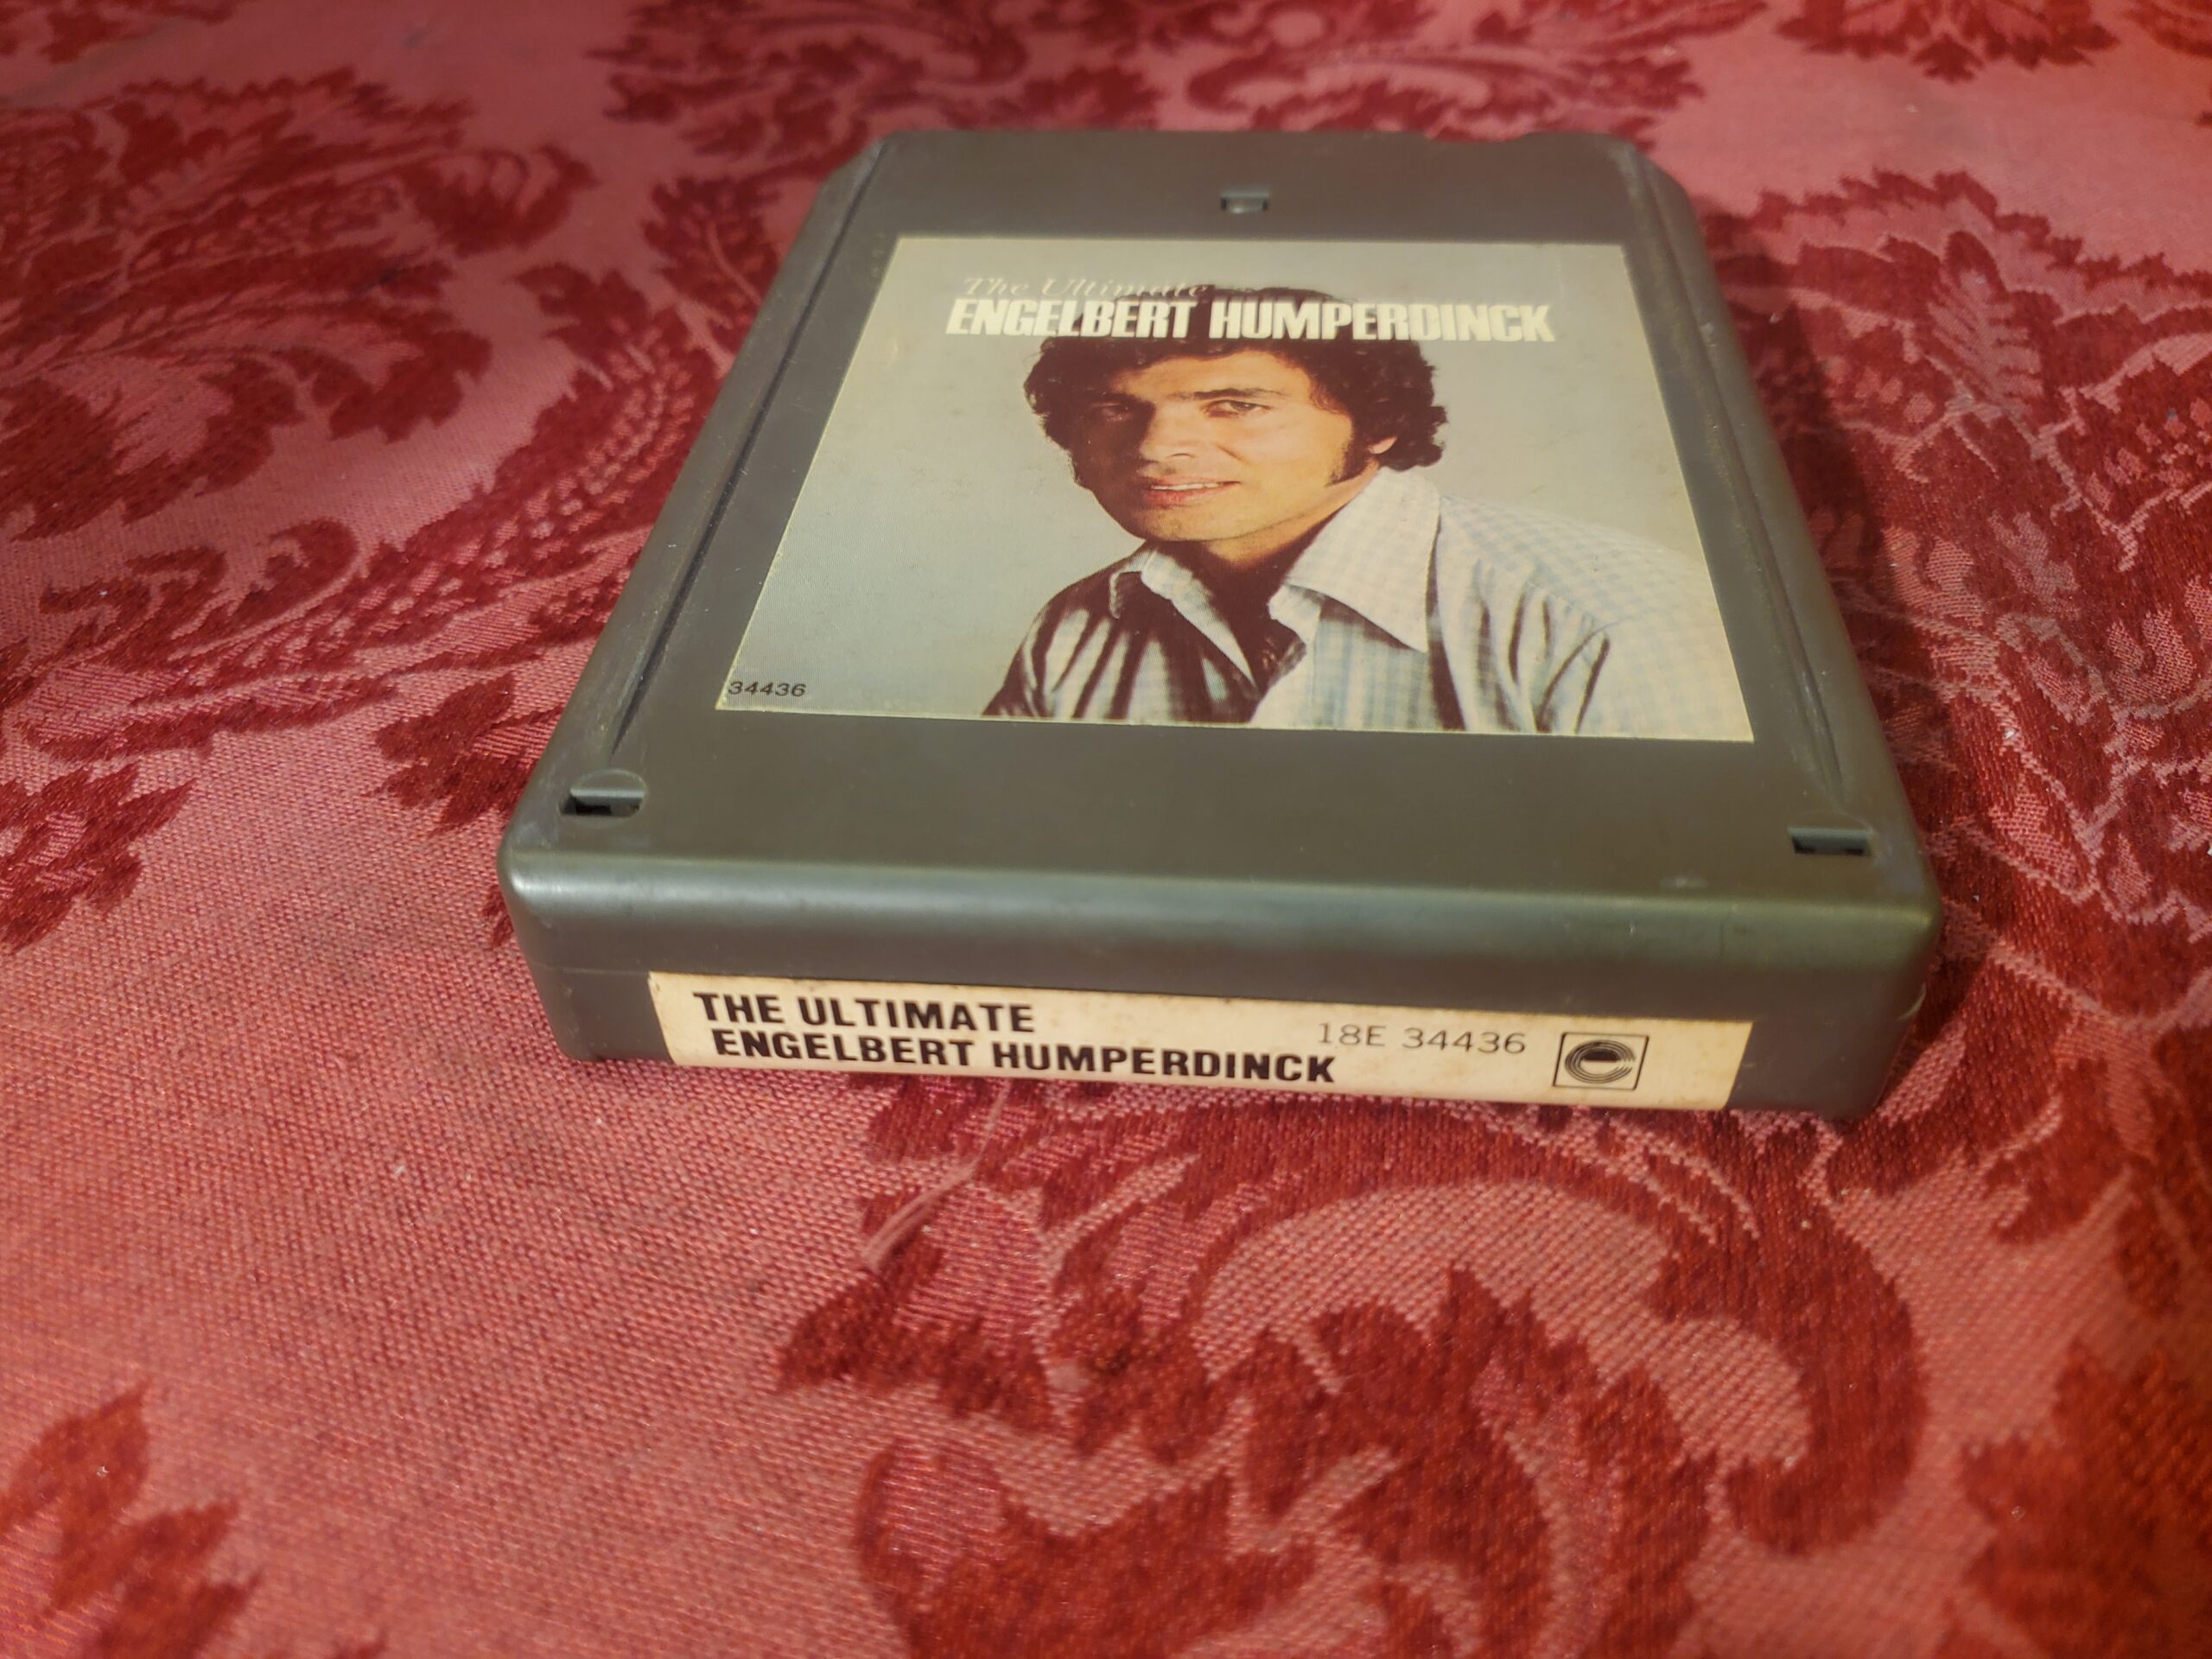 The Ultimate
ENGELBERT HUMPERDINCK
34436
THE ULTIMATE
ENGELBERT HUMPERDINCK
18E 34436